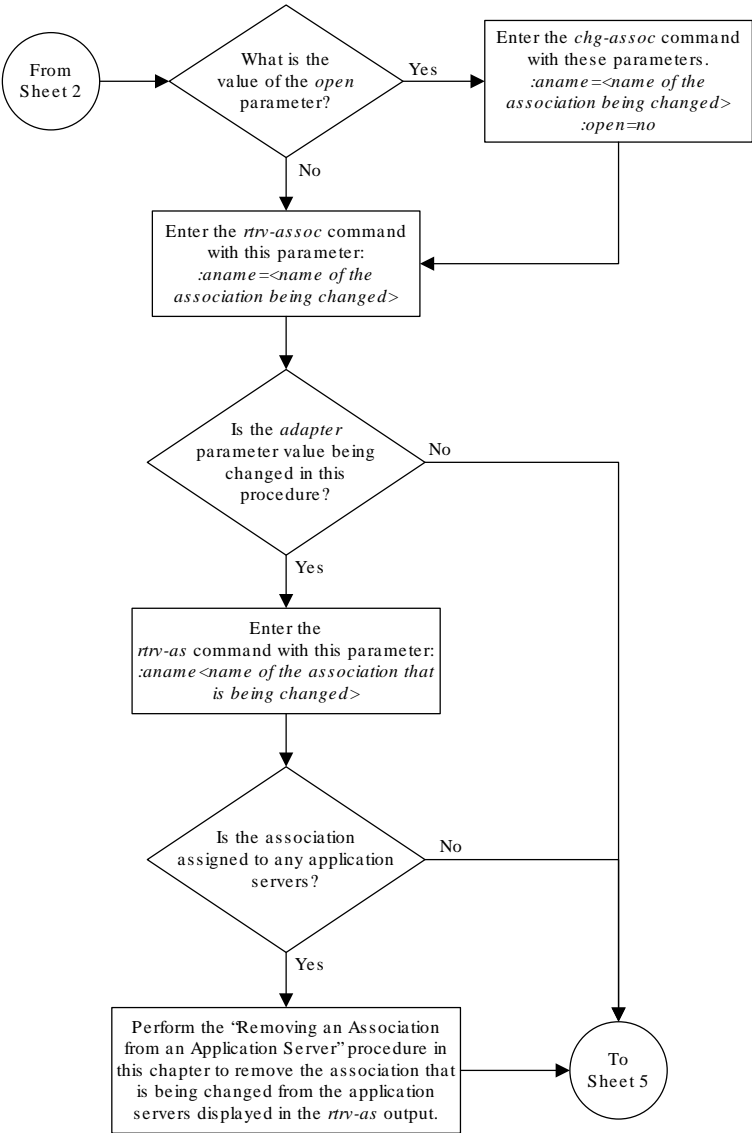 From
Sheet 2
What is the
value of the open
parameter?
Yes
Enter the chg-assoc command
with these parameters.
:aname=<name of the
association being changed>
:open=no
No
Enter the rtrv-assoc command
with this parameter:
:aname=<name of the
association being changed>
Is the adapter
parameter value being
changed in this
procedure?
No
Yes
Enter the
rtrv-as command with this parameter:
:aname<name of the association that
is being changed>
Is the association
assigned to any application
servers?
No
Yes
Perform the “Removing an Association
from an Application Server” procedure in
this chapter to remove the association that
is being changed from the application
servers displayed in the rtrv-as output.
To
Sheet 5